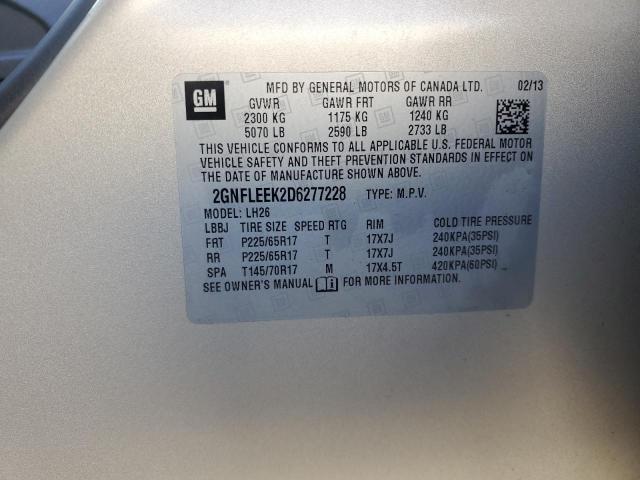 GM
MFD BY GENERAL MOTORS OF CANADA LTD. 02/13
GVWR GAWR FRT GAWR RR
2300 KG 1175 KG 1240 KG
5070 LB 2590 LB 2733 LB
THIS VEHICLE CONFORMS TO ALL APPLICABLE U.S. FEDERAL MOTOR
VEHICLE SAFETY AND THEFT PREVENTION STANDARDS IN EFFECT ON
THE DATE OF MANUFACTURE SHOWN ABOVE.
2GNFLEEK2D6277228 TYPE: M.P.V.
MODEL: LH26
LBBJ TIRE SIZE SPEED RTG RIM COLD TIRE PRESSURE
FRT P225/65R17 T 17X7J 240KPA(35PSI)
RR P225/65R17 T 17X7J 240KPA(35PSI)
SPA T145/70R17 M 17X4.5T 420KPA(60PSI)
SEE OWNER'S MANUAL FOR MORE INFORMATION.